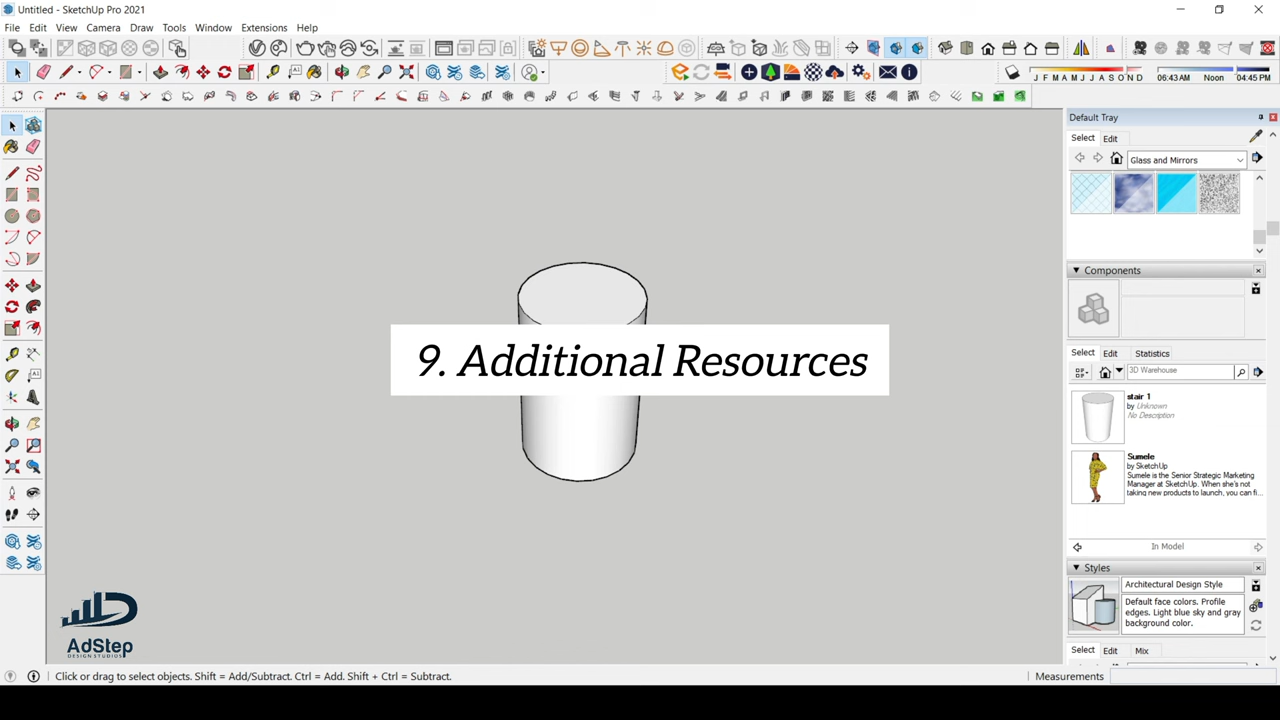 Untitled - SketchUp Pro 2021
File Edit View Camera Draw Tools Window Help Extensions
J F M A M J J A S O N D 06:43 AM Noon 04:45 PM
Default Tray
Select Edit
Glass and Mirrors
Components
Select Edit Statistics
3D Warehouse
stair 1
by Unknown
No Description
Sumele
by SketchUp
Sumele is the Senior Strategic Marketing
Manager at SketchUp. When she's not
taking new products to launch, you can fi...
In Model
Styles
Architectural Design Style
Default face colors. Profile
edges. Light blue sky and gray
background color.
Select Edit Mix
9. Additional Resources
AdStep
DESIGN STUDIOS
Click or drag to select objects. Shift = Add/Subtract. Ctrl = Add. Shift + Ctrl = Subtract.
Measurements